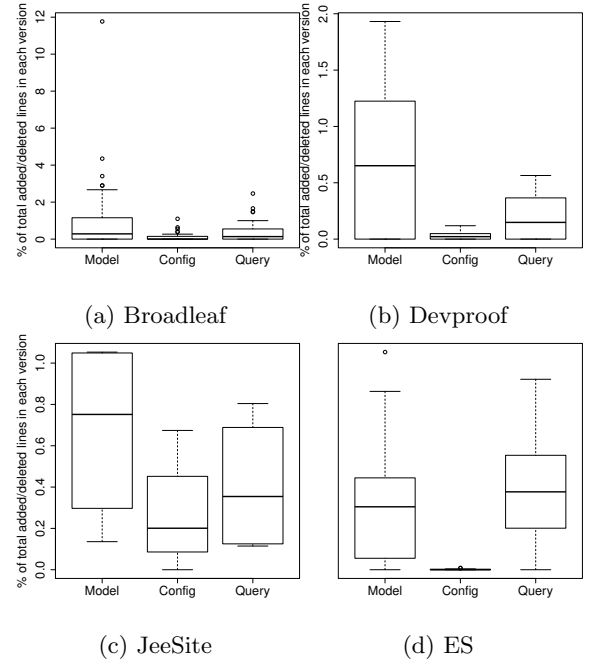 % of total added/deleted lines in each version
12
10
8
6
4
2
0
Model Config Query
(a) Broadleaf
% of total added/deleted lines in each version
2.0
1.5
1.0
0.5
0.0
Model Config Query
(b) Devproof
% of total added/deleted lines in each version
1.0
0.8
0.6
0.4
0.2
0.0
Model Config Query
(c) JeeSite
Model Config Query
(d) ES